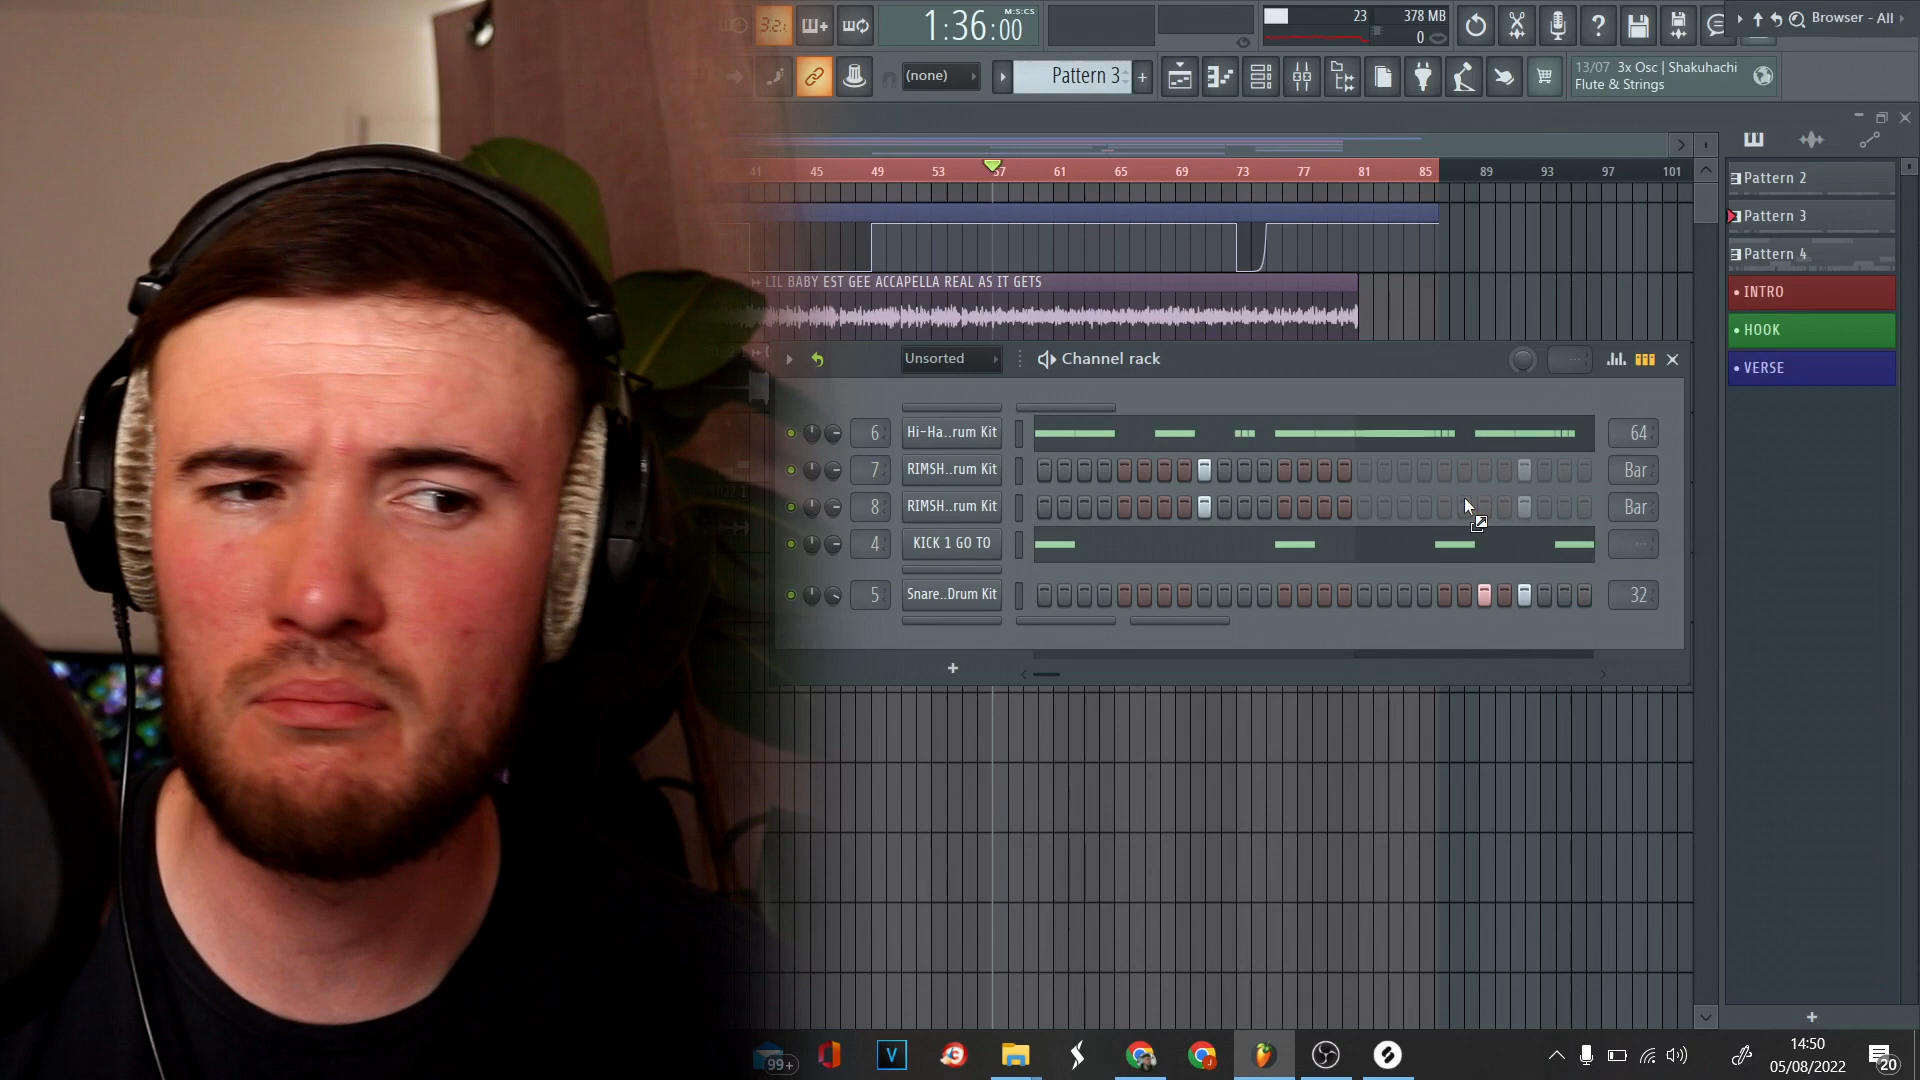 3.2.
1:36:00
M:S:CS
23
378 MB
0
Browser - All
(none)
Pattern 3
13/07 3x Osc | Shakuhachi
Flute & Strings
41 45 49 53 57 61 65 69 73 77 81 85 89 93 97 101
Pattern 2
Pattern 3
Pattern 4
INTRO
HOOK
VERSE
LIL BABY EST GEE ACCAPELLA REAL AS IT GETS
Unsorted
Channel rack
6 Hi-Ha..rum Kit 64
7 RIMSH..rum Kit Bar
8 RIMSH..rum Kit Bar
4 KICK 1 GO TO ---
5 Snare..Drum Kit 32
99+
V
14:50
05/08/2022
20